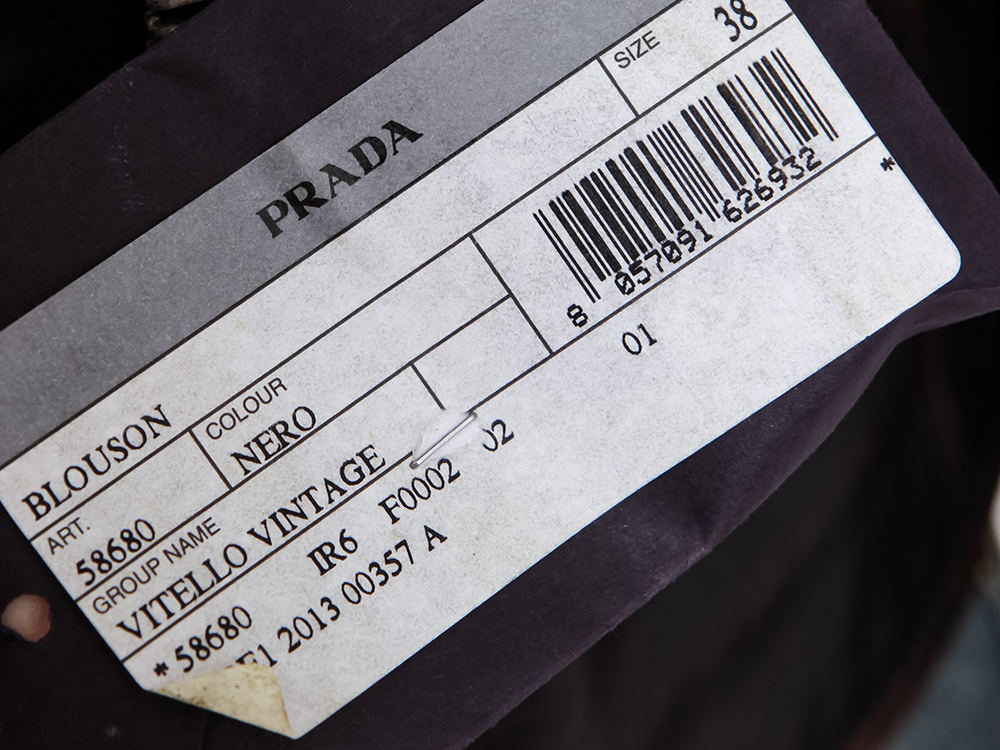 PRADA
SIZE
38
BLOUSON
COLOUR
NERO
8 057091 626932
ART.
58680
GROUP NAME
VITELLO VINTAGE
*
* 58680 IR6 F0002 02 01
2013 00357 A